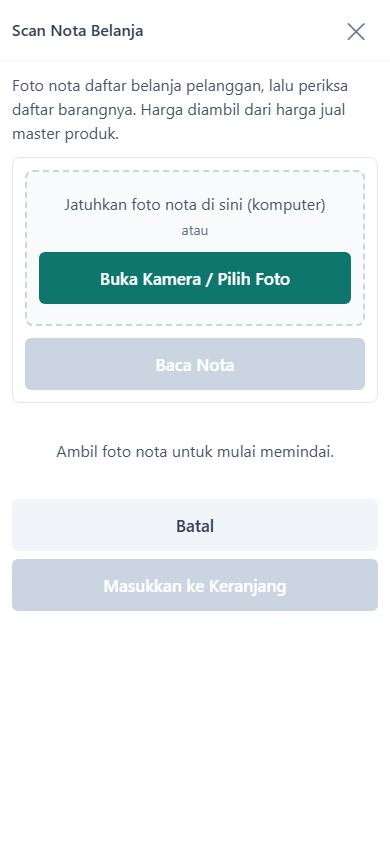 Scan Nota Belanja
Foto nota daftar belanja pelanggan, lalu periksa
daftar barangnya. Harga diambil dari harga jual
master produk.
Jatuhkan foto nota di sini (komputer)
atau
Buka Kamera / Pilih Foto
Baca Nota
Ambil foto nota untuk mulai memindai.
Batal
Masukkan ke Keranjang